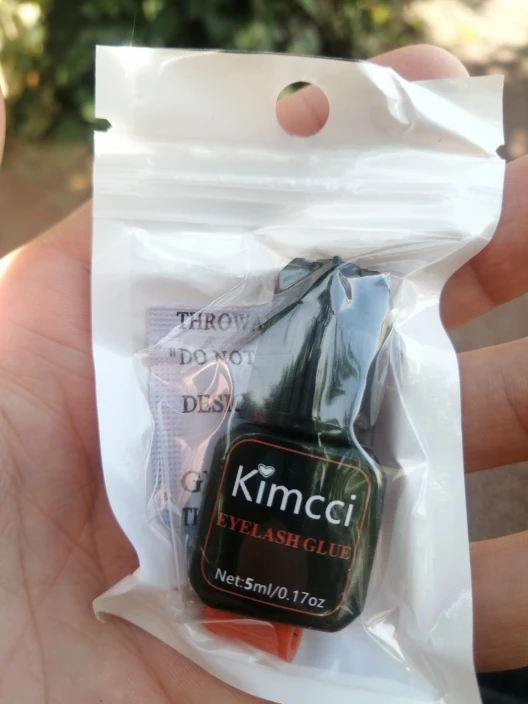 THROWA
"DO NOT
DESI
Kimcci
EYELASH GLUE
Net:5ml/0.17oz